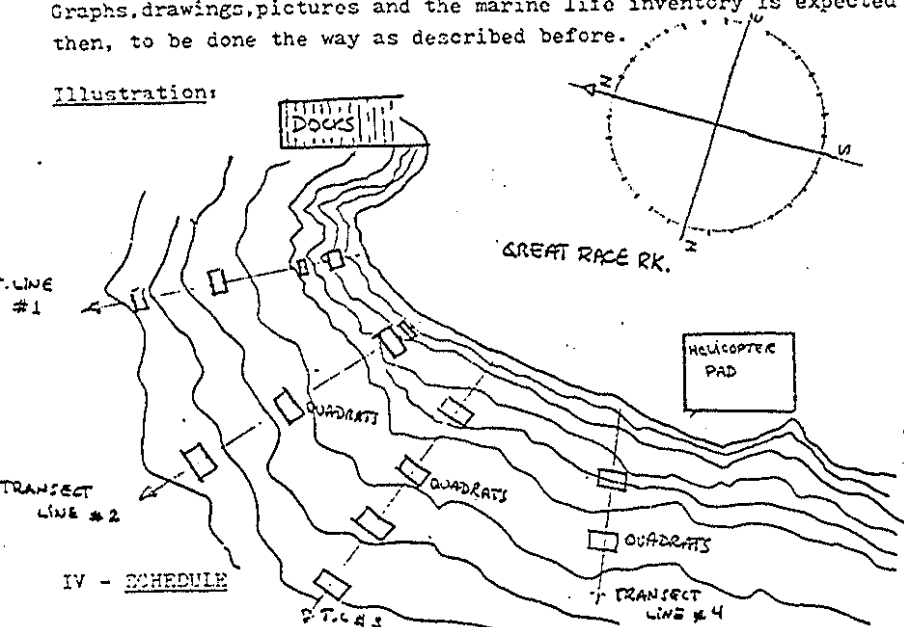 Graphs,drawings,pictures and the marine life inventory is expected
then, to be done the way as described before.
Illustration:
DOCKS
N
S
GREAT RACE RK.
T.LINE
#1
HELICOPTER
PAD
QUADRATS
QUADRATS
TRANSECT
LINE #2
QUADRATS
IV - SCHEDULE
TRANSECT
LINE #4
T.L #3